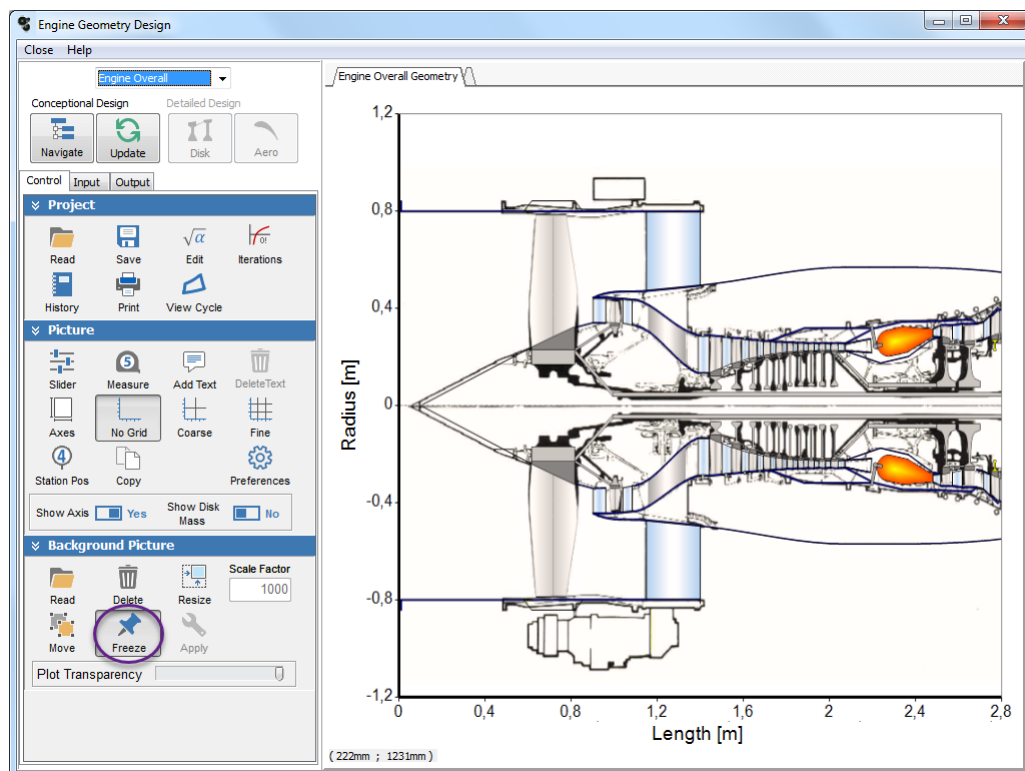 Engine Geometry Design
Close Help
Engine Overall
Conceptional Design Detailed Design
Navigate Update Disk Aero
Control Input Output
Project
Read Save Edit Iterations
History Print View Cycle
Picture
Slider Measure Add Text DeleteText
Axes No Grid Coarse Fine
Station Pos Copy Preferences
Show Axis Yes Show Disk Mass No
Background Picture
Read Delete Resize Scale Factor
1000
Move Freeze Apply
Plot Transparency
Engine Overall Geometry
1,2
0,8
0,4
0
-0,4
-0,8
-1,2
Radius [m]
0 0,4 0,8 1,2 1,6 2 2,4 2,8
Length [m]
(222mm ; 1231mm)